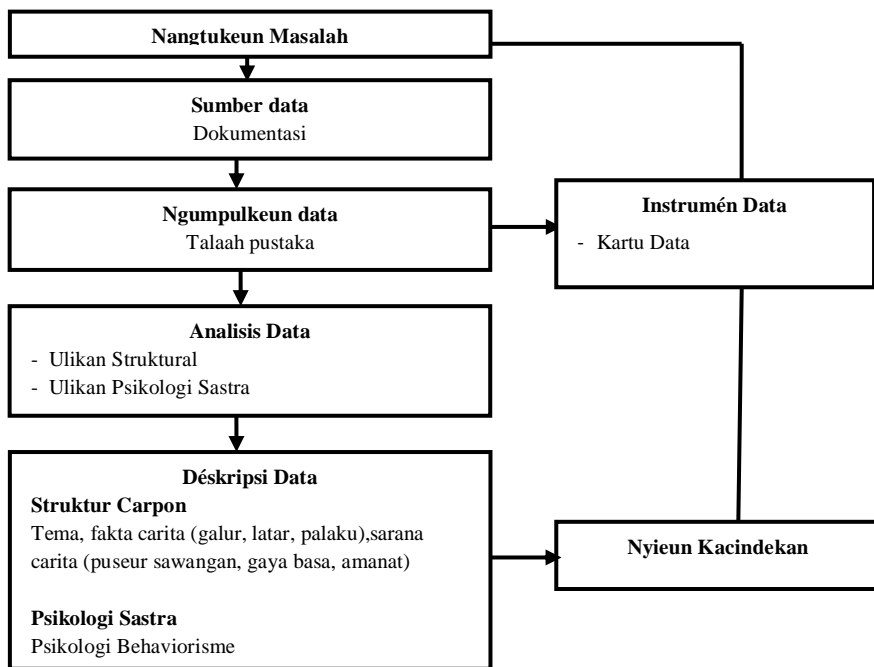 Nangtukeun Masalah
Sumber data
Dokumentasi
Ngumpulkeun data
Talaah pustaka
Instrumén Data
- Kartu Data
Analisis Data
- Ulikan Struktural
- Ulikan Psikologi Sastra
Déskripsi Data
Struktur Carpon
Tema, fakta carita (galur, latar, palaku),sarana
carita (puseur sawangan, gaya basa, amanat)
Psikologi Sastra
Psikologi Behaviorisme
Nyieun Kacindekan